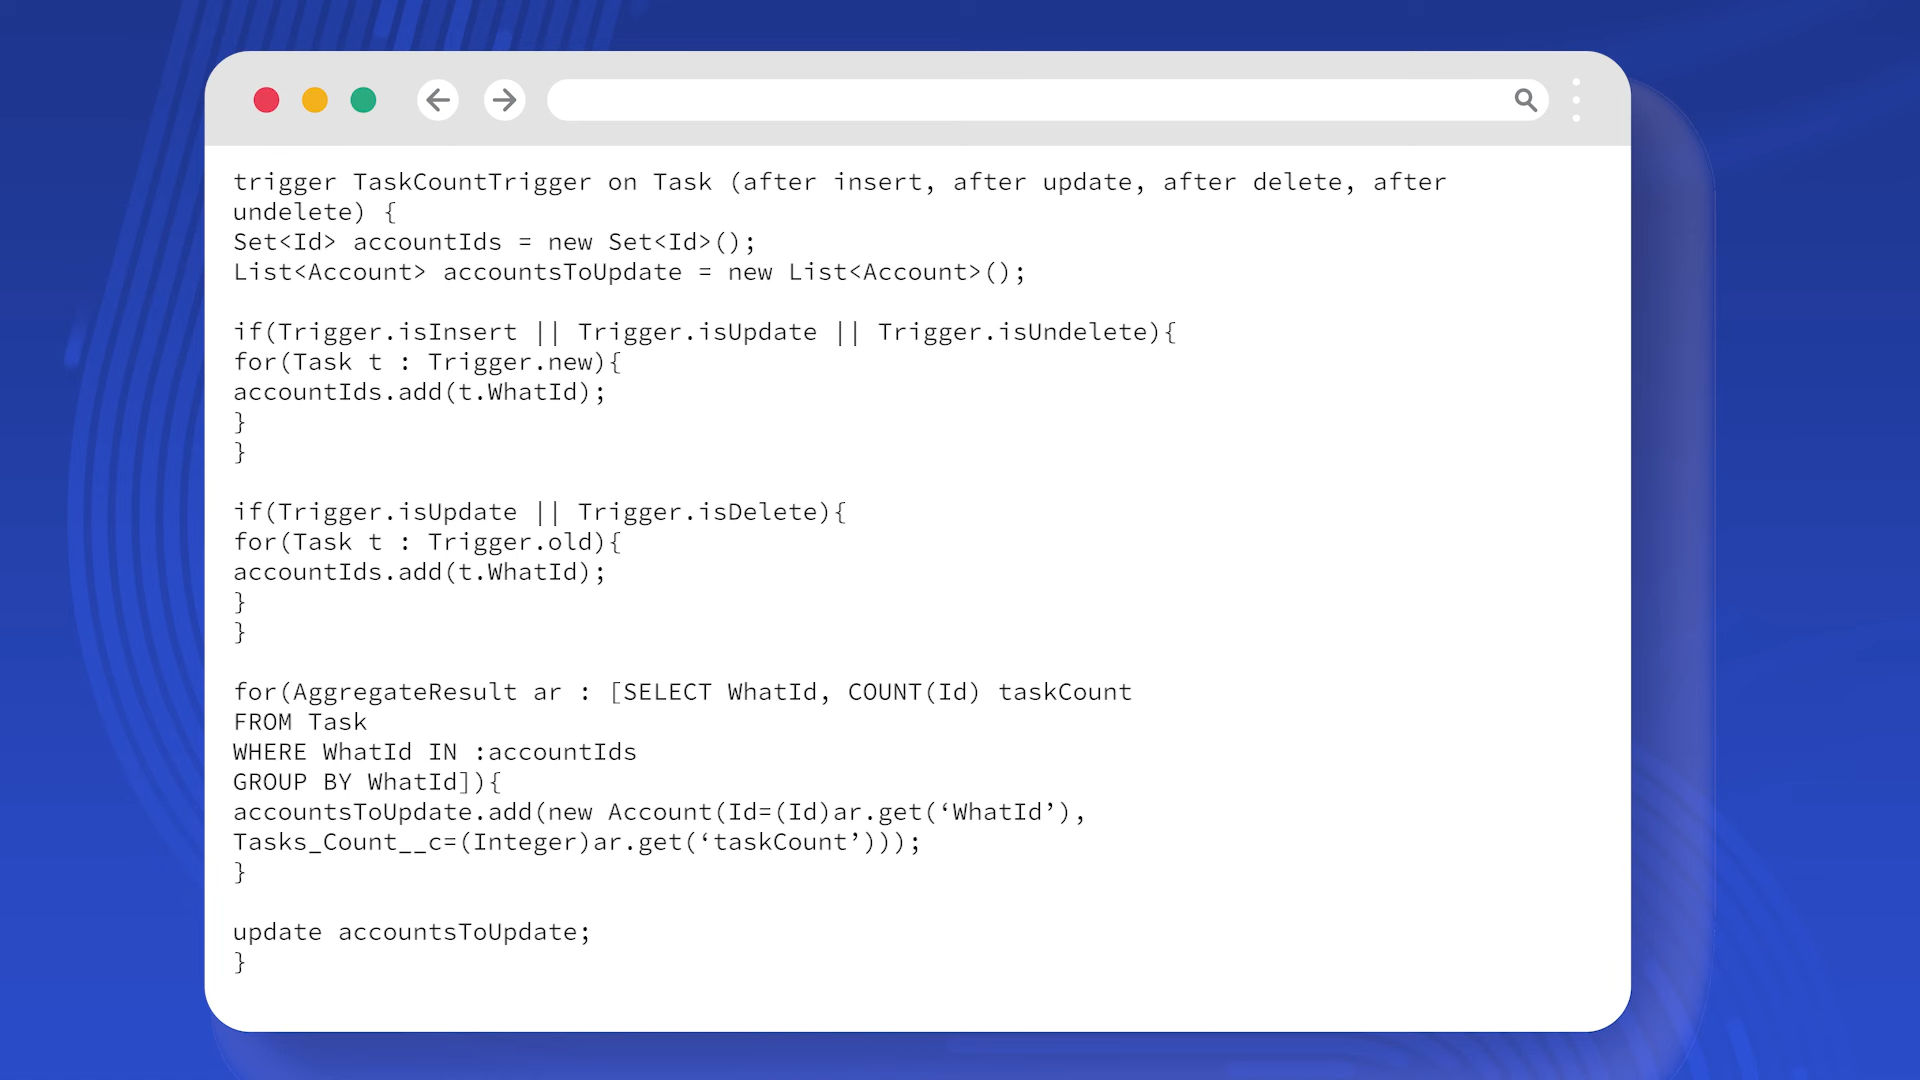 trigger TaskCountTrigger on Task (after insert, after update, after delete, after
undelete) {
Set<Id> accountIds = new Set<Id>();
List<Account> accountsToUpdate = new List<Account>();
if(Trigger.isInsert || Trigger.isUpdate || Trigger.isUndelete){
for(Task t : Trigger.new){
accountIds.add(t.WhatId);
}
}
if(Trigger.isUpdate || Trigger.isDelete){
for(Task t : Trigger.old){
accountIds.add(t.WhatId);
}
}
for(AggregateResult ar : [SELECT WhatId, COUNT(Id) taskCount
FROM Task
WHERE WhatId IN :accountIds
GROUP BY WhatId]){
accountsToUpdate.add(new Account(Id=(Id)ar.get(‘WhatId’),
Tasks_Count__c=(Integer)ar.get(‘taskCount’)));
}
update accountsToUpdate;
}